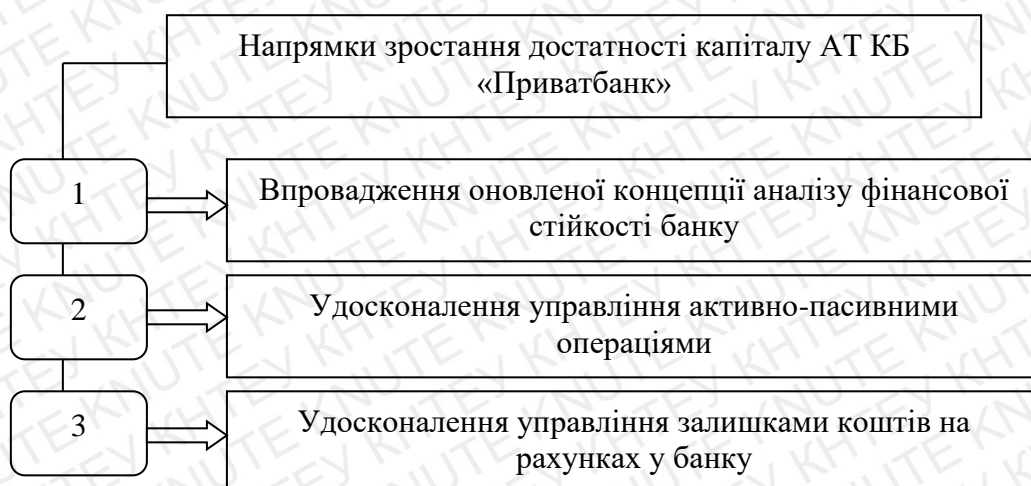 Напрямки зростання достатності капіталу АТ КБ
«Приватбанк»
1
Впровадження оновленої концепції аналізу фінансової
стійкості банку
2
Удосконалення управління активно-пасивними
операціями
3
Удосконалення управління залишками коштів на
рахунках у банку